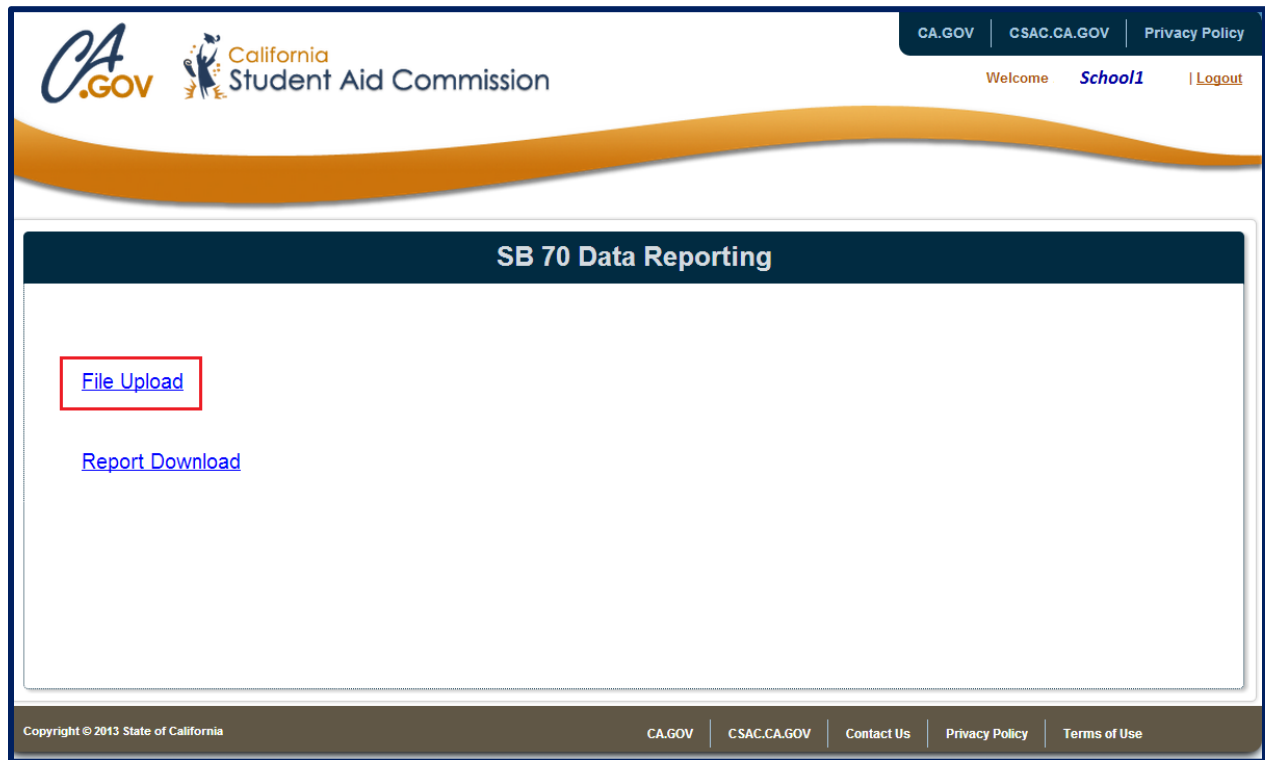 CA.GOV CSAC.CA.GOV Privacy Policy
CA
.GOV
California
Student Aid Commission
Welcome School1 | Logout
SB 70 Data Reporting
File Upload
Report Download
Copyright © 2013 State of California CA.GOV CSAC.CA.GOV Contact Us Privacy Policy Terms of Use